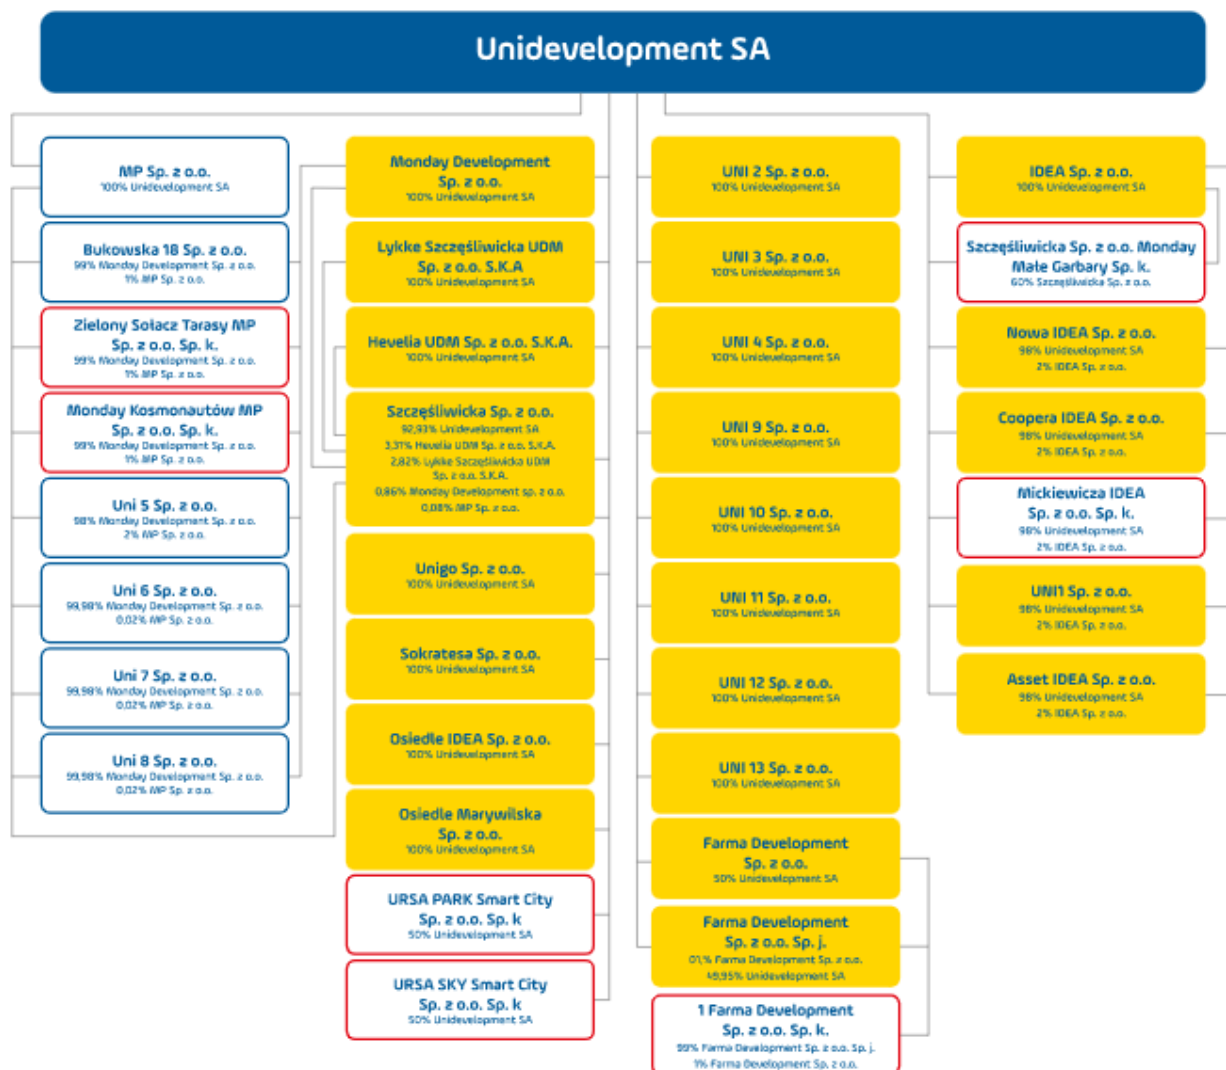 Unidevelopment SA
MP Sp. z o.o.
100% Unidevelopment SA
Bukowska 18 Sp. z o.o.
99% Monday Development Sp. z o.o.
1% MP Sp. z o.o.
Zielony Sołacz Tarasy MP
Sp. z o.o. Sp. k.
99% Monday Development Sp. z o.o.
1% MP Sp. z o.o.
Monday Kosmonautów MP
Sp. z o.o. Sp. k.
99% Monday Development Sp. z o.o.
1% MP Sp. z o.o.
Uni 5 Sp. z o.o.
98% Monday Development Sp. z o.o.
2% MP Sp. z o.o.
Uni 6 Sp. z o.o.
99,98% Monday Development Sp. z o.o.
0,02% MP Sp. z o.o.
Uni 7 Sp. z o.o.
99,98% Monday Development Sp. z o.o.
0,02% MP Sp. z o.o.
Uni 8 Sp. z o.o.
99,98% Monday Development Sp. z o.o.
0,02% MP Sp. z o.o.
Monday Development
Sp. z o.o.
100% Unidevelopment SA
Lykke Szczęśliwicka UDM
Sp. z o.o. S.K.A
100% Unidevelopment SA
Hevelia UDM Sp. z o.o. S.K.A.
100% Unidevelopment SA
Szczęśliwicka Sp. z o.o.
92,93% Unidevelopment SA
3,31% Hevelia UDM Sp. z o.o. S.K.A.
2,82% Lykke Szczęśliwicka UDM
Sp. z o.o. S.K.A.
0,86% Monday Development sp. z o.o.
0,08% MP Sp. z o.o.
Unigo Sp. z o.o.
100% Unidevelopment SA
Sokratesa Sp. z o.o.
100% Unidevelopment SA
Osiedle IDEA Sp. z o.o.
100% Unidevelopment SA
Osiedle Marywilska
Sp. z o.o.
100% Unidevelopment SA
URSA PARK Smart City
Sp. z o.o. Sp. k
50% Unidevelopment SA
URSA SKY Smart City
Sp. z o.o. Sp. k
50% Unidevelopment SA
UNI 2 Sp. z o.o.
100% Unidevelopment SA
UNI 3 Sp. z o.o.
100% Unidevelopment SA
UNI 4 Sp. z o.o.
100% Unidevelopment SA
UNI 9 Sp. z o.o.
100% Unidevelopment SA
UNI 10 Sp. z o.o.
100% Unidevelopment SA
UNI 11 Sp. z o.o.
100% Unidevelopment SA
UNI 12 Sp. z o.o.
100% Unidevelopment SA
UNI 13 Sp. z o.o.
100% Unidevelopment SA
Farma Development
Sp. z o.o.
50% Unidevelopment SA
Farma Development
Sp. z o.o. Sp. j.
01,% Farma Development Sp. z o.o.
49,95% Unidevelopment SA
1 Farma Development
Sp. z o.o. Sp. k.
99% Farma Development Sp. z o.o. Sp. j.
1% Farma Development Sp. z o.o.
IDEA Sp. z o.o.
100% Unidevelopment SA
Szczęśliwicka Sp. z o.o. Monday
Małe Garbary Sp. k.
60% Szczęśliwicka Sp. z o.o.
Nowa IDEA Sp. z o.o.
98% Unidevelopment SA
2% IDEA Sp. z o.o.
Coopera IDEA Sp. z o.o.
98% Unidevelopment SA
2% IDEA Sp. z o.o.
Mickiewicza IDEA
Sp. z o.o. Sp. k.
98% Unidevelopment SA
2% IDEA Sp. z o.o.
UNI1 Sp. z o.o.
98% Unidevelopment SA
2% IDEA Sp. z o.o.
Asset IDEA Sp. z o.o.
98% Unidevelopment SA
2% IDEA Sp. z o.o.